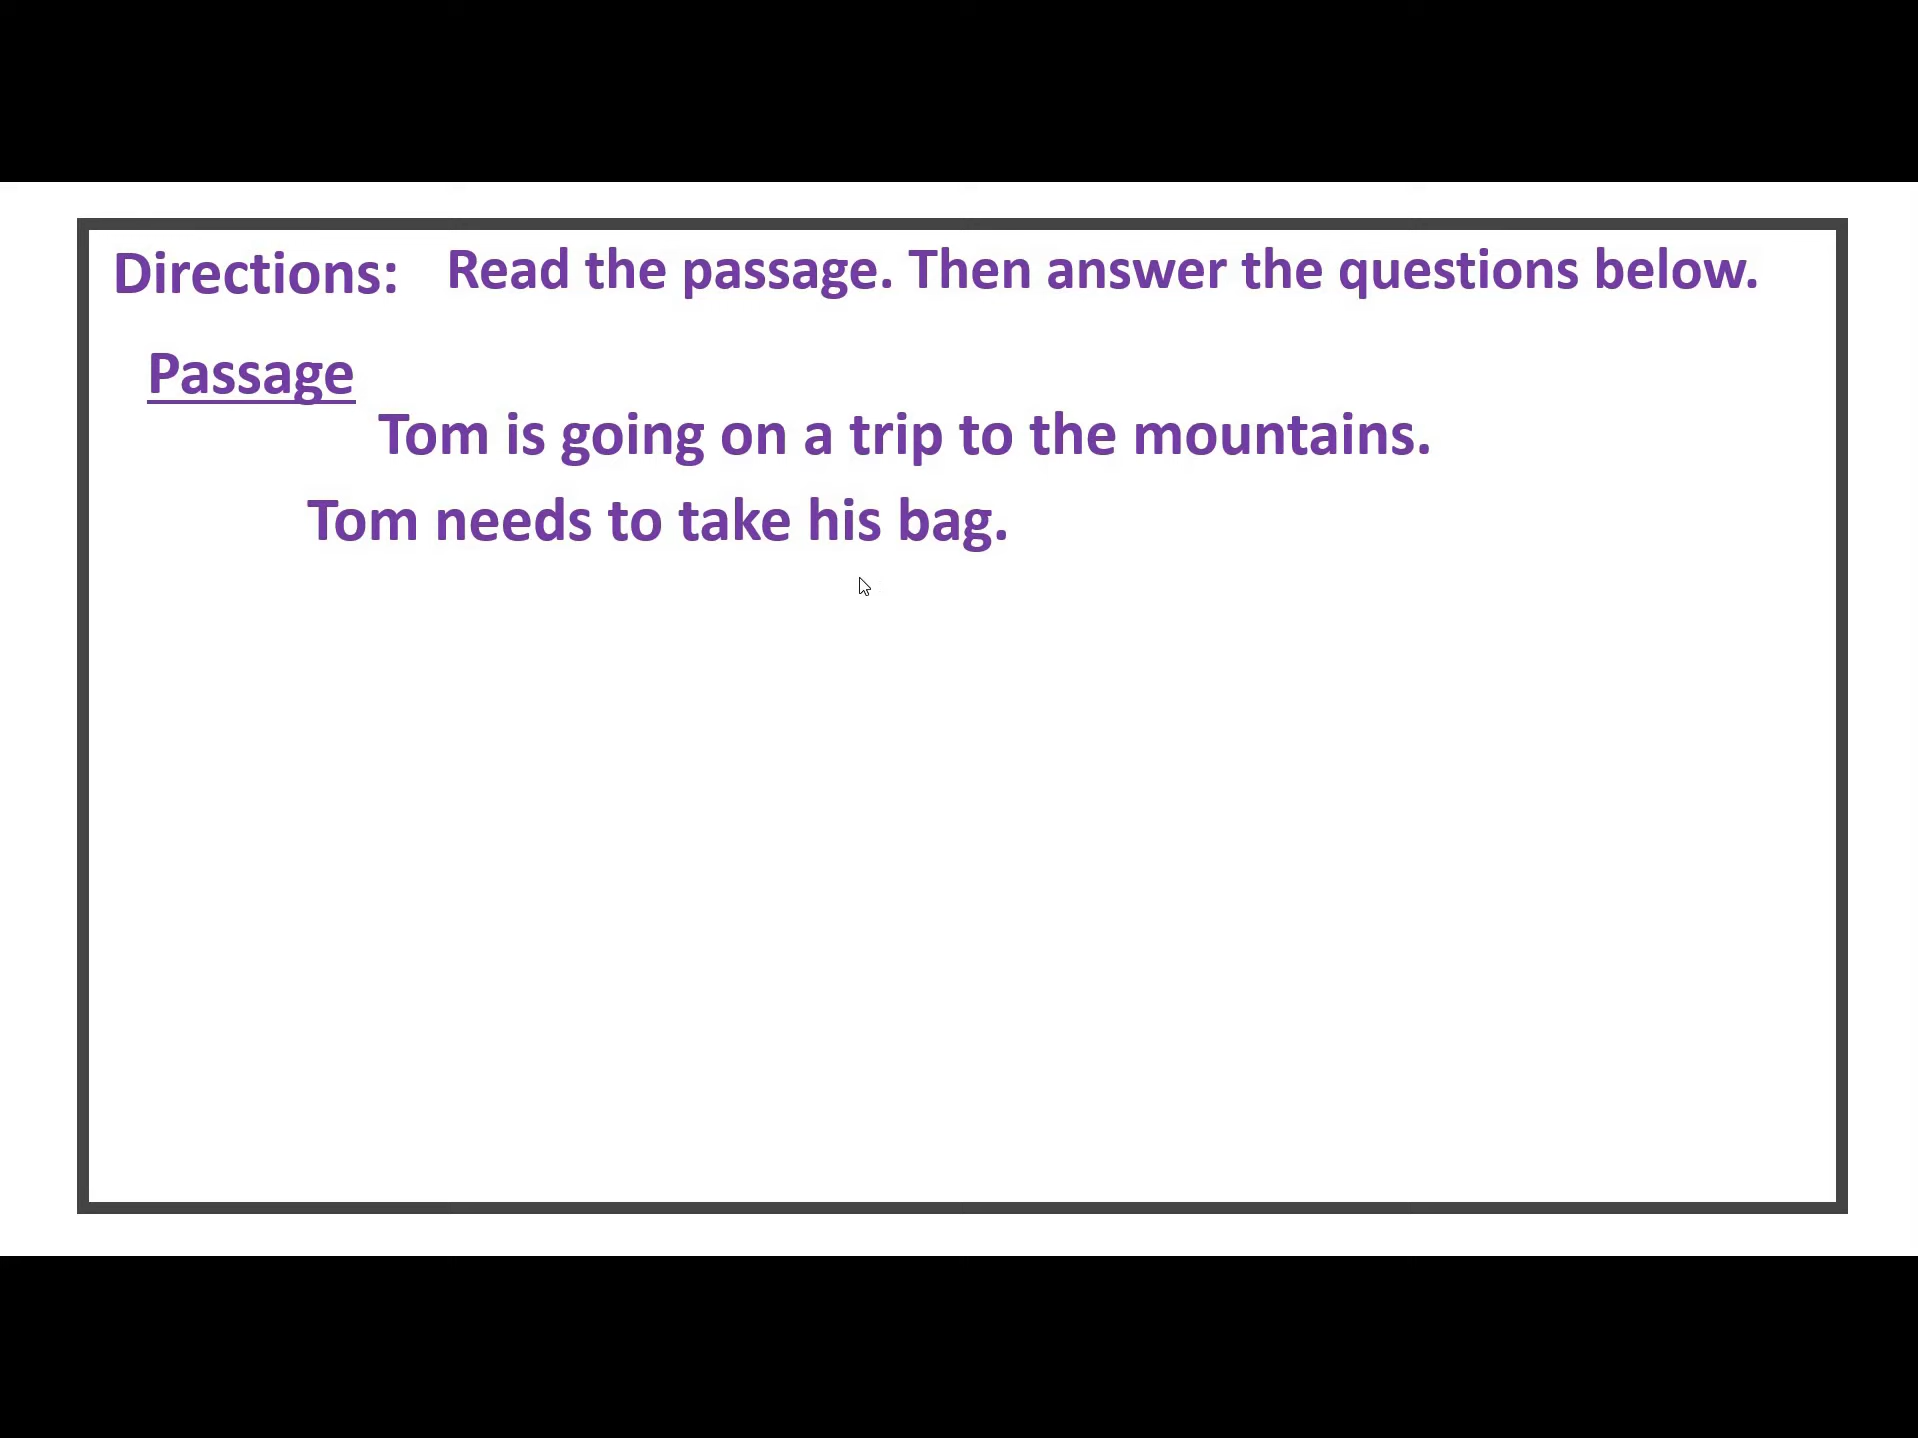 Directions: Read the passage. Then answer the questions below.
Passage
Tom is going on a trip to the mountains.
Tom needs to take his bag.